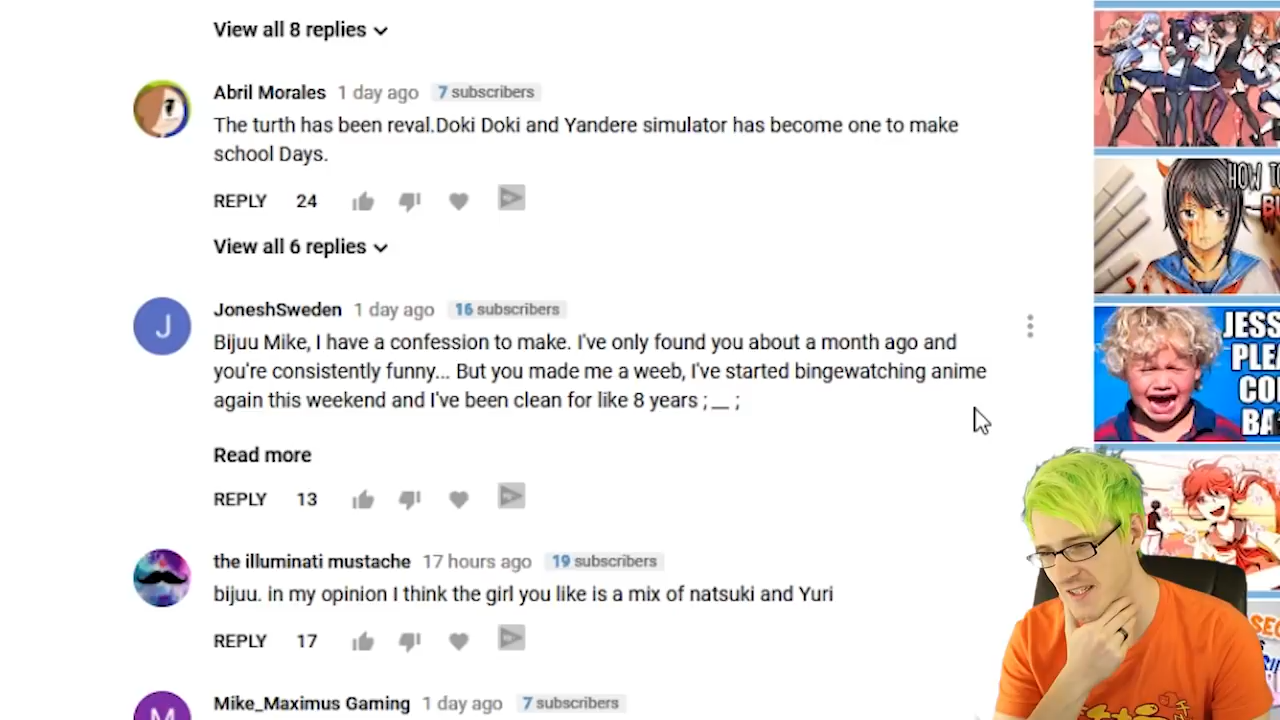 View all 8 replies
Abril Morales 1 day ago 7 subscribers
The turth has been reval.Doki Doki and Yandere simulator has become one to make
school Days.
REPLY 24
View all 6 replies
JoneshSweden 1 day ago 16 subscribers
Bijuu Mike, I have a confession to make. I've only found you about a month ago and
you're consistently funny... But you made me a weeb, I've started bingewatching anime
again this weekend and I've been clean for like 8 years ;__ ;
Read more
REPLY 13
the illuminati mustache 17 hours ago 19 subscribers
bijuu. in my opinion I think the girl you like is a mix of natsuki and Yuri
REPLY 17
Mike_Maximus Gaming 1 day ago 7 subscribers
J
M
HOW TO
JESS
PLE
CO
BA